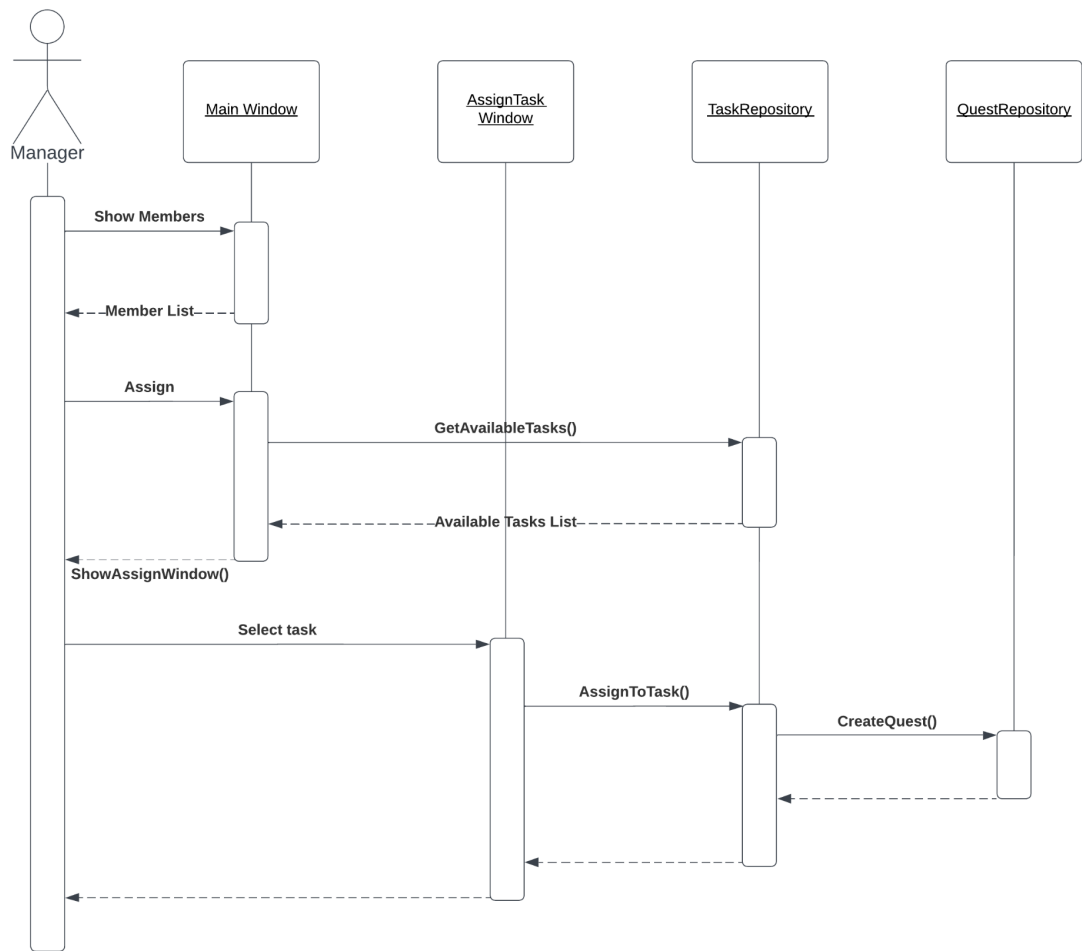 Manager
Main Window
AssignTask
Window
TaskRepository
QuestRepository
Show Members
Member List
Assign
GetAvailableTasks()
Available Tasks List
ShowAssignWindow()
Select task
AssignToTask()
CreateQuest()